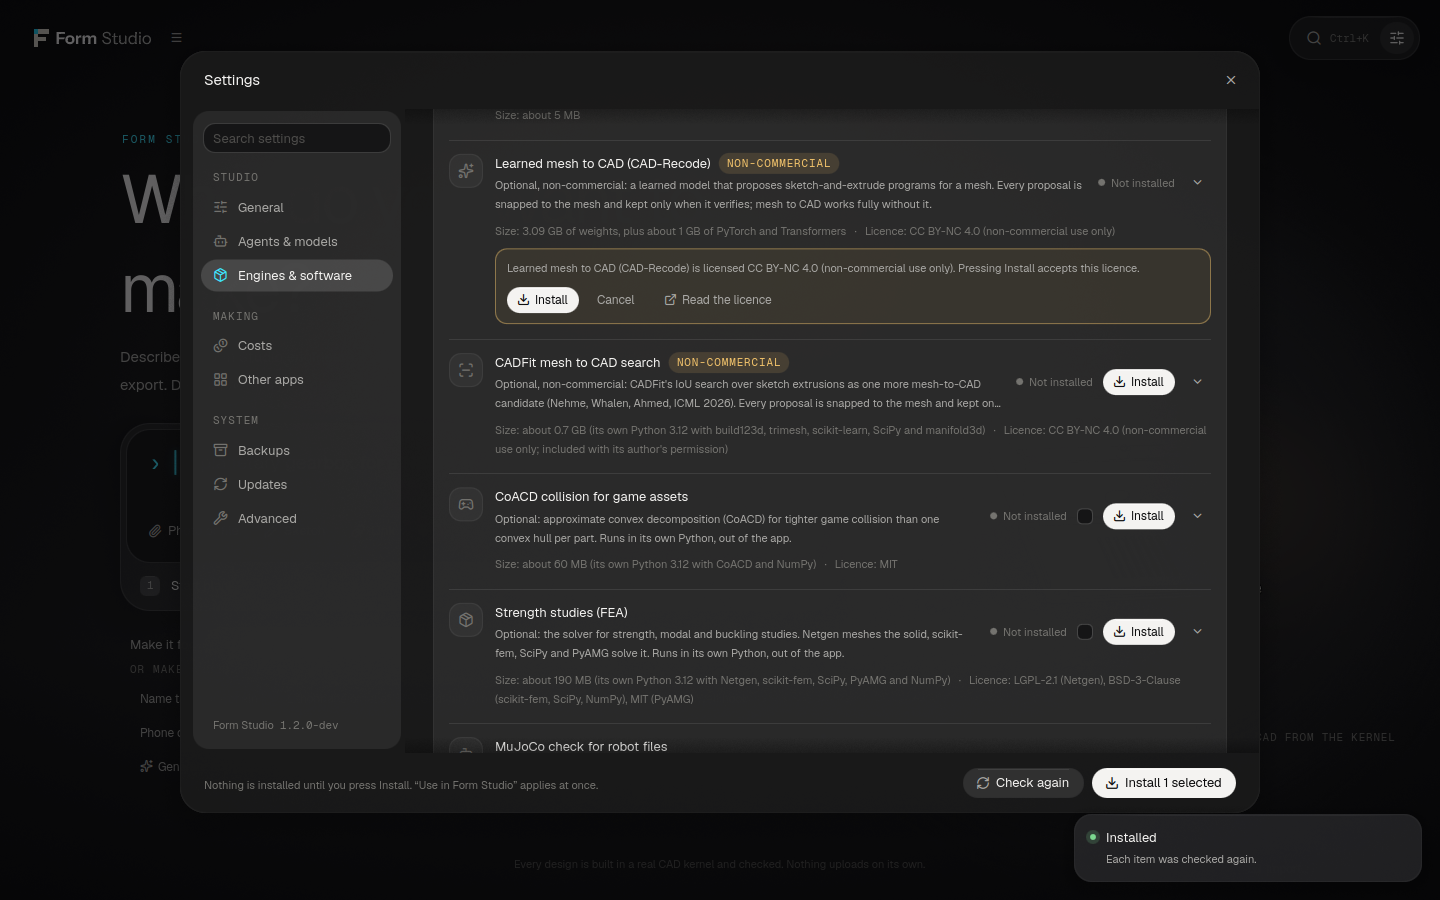 Form Studio
Ctrl+K
Settings
Search settings
STUDIO
General
Agents & models
Engines & software
MAKING
Costs
Other apps
SYSTEM
Backups
Updates
Advanced
Form Studio 1.2.0-dev
Size: about 5 MB
Learned mesh to CAD (CAD-Recode) NON-COMMERCIAL
Optional, non-commercial: a learned model that proposes sketch-and-extrude programs for a mesh. Every proposal is
snapped to the mesh and kept only when it verifies; mesh to CAD works fully without it.
Not installed
Size: 3.09 GB of weights, plus about 1 GB of PyTorch and Transformers · Licence: CC BY-NC 4.0 (non-commercial use only)
Learned mesh to CAD (CAD-Recode) is licensed CC BY-NC 4.0 (non-commercial use only). Pressing Install accepts this licence.
Install Cancel Read the licence
CADFit mesh to CAD search NON-COMMERCIAL
Optional, non-commercial: CADFit's IoU search over sketch extrusions as one more mesh-to-CAD
candidate (Nehme, Whalen, Ahmed, ICML 2026). Every proposal is snapped to the mesh and kept on…
Not installed Install
Size: about 0.7 GB (its own Python 3.12 with build123d, trimesh, scikit-learn, SciPy and manifold3d) · Licence: CC BY-NC 4.0 (non-commercial
use only; included with its author's permission)
CoACD collision for game assets
Optional: approximate convex decomposition (CoACD) for tighter game collision than one
convex hull per part. Runs in its own Python, out of the app.
Not installed Install
Size: about 60 MB (its own Python 3.12 with CoACD and NumPy) · Licence: MIT
Strength studies (FEA)
Optional: the solver for strength, modal and buckling studies. Netgen meshes the solid, scikit-
fem, SciPy and PyAMG solve it. Runs in its own Python, out of the app.
Not installed Install
Size: about 190 MB (its own Python 3.12 with Netgen, scikit-fem, SciPy, PyAMG and NumPy) · Licence: LGPL-2.1 (Netgen), BSD-3-Clause
(scikit-fem, SciPy, NumPy), MIT (PyAMG)
MuJoCo check for robot files
Nothing is installed until you press Install. “Use in Form Studio” applies at once.
Check again Install 1 selected
Installed
Each item was checked again.
FORM ST
W
ma
Describe
export. D
Ph
1 S
Make it f
OR MAKE
Name t
Phone c
Gen
AD FROM THE KERNEL
Every design is built in a real CAD kernel and checked. Nothing uploads on its own.